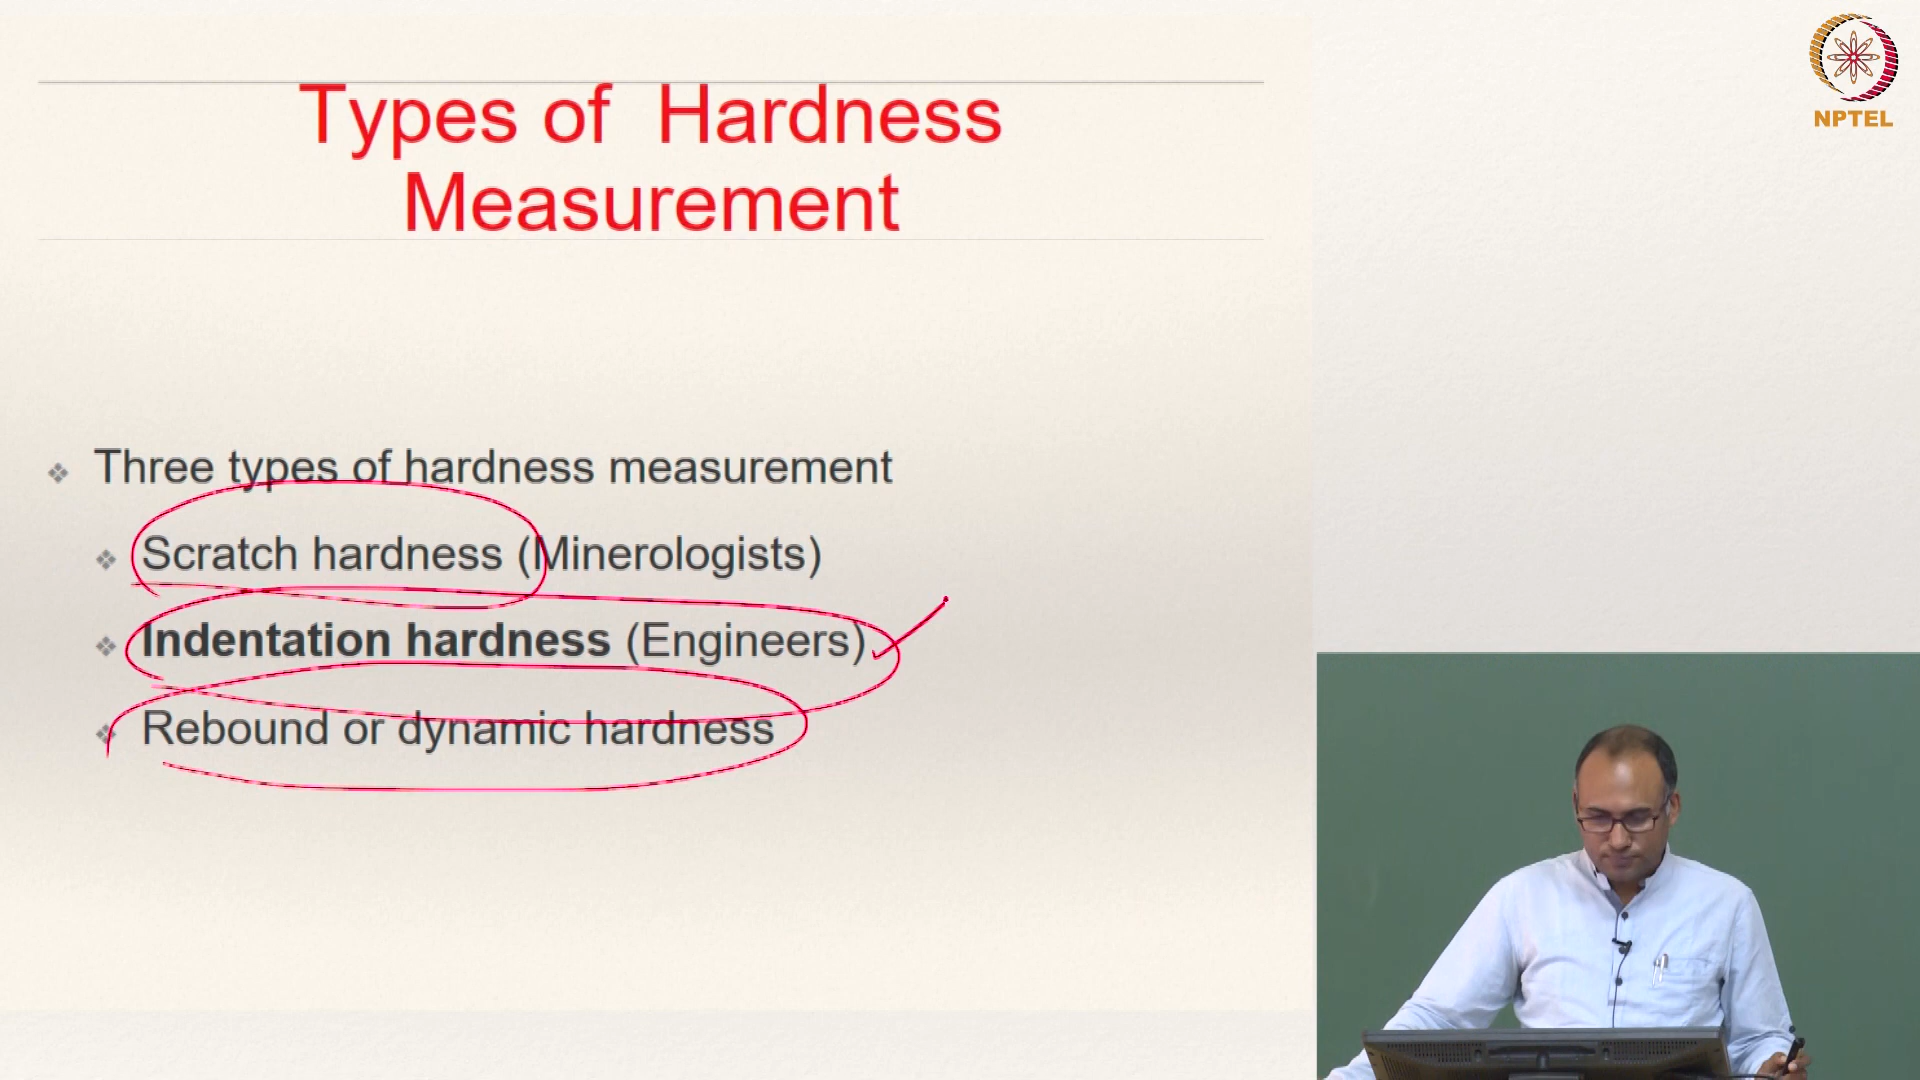 Types of Hardness
Measurement
Three types of hardness measurement
Scratch hardness (Minerologists)
Indentation hardness (Engineers)
Rebound or dynamic hardness
NPTEL